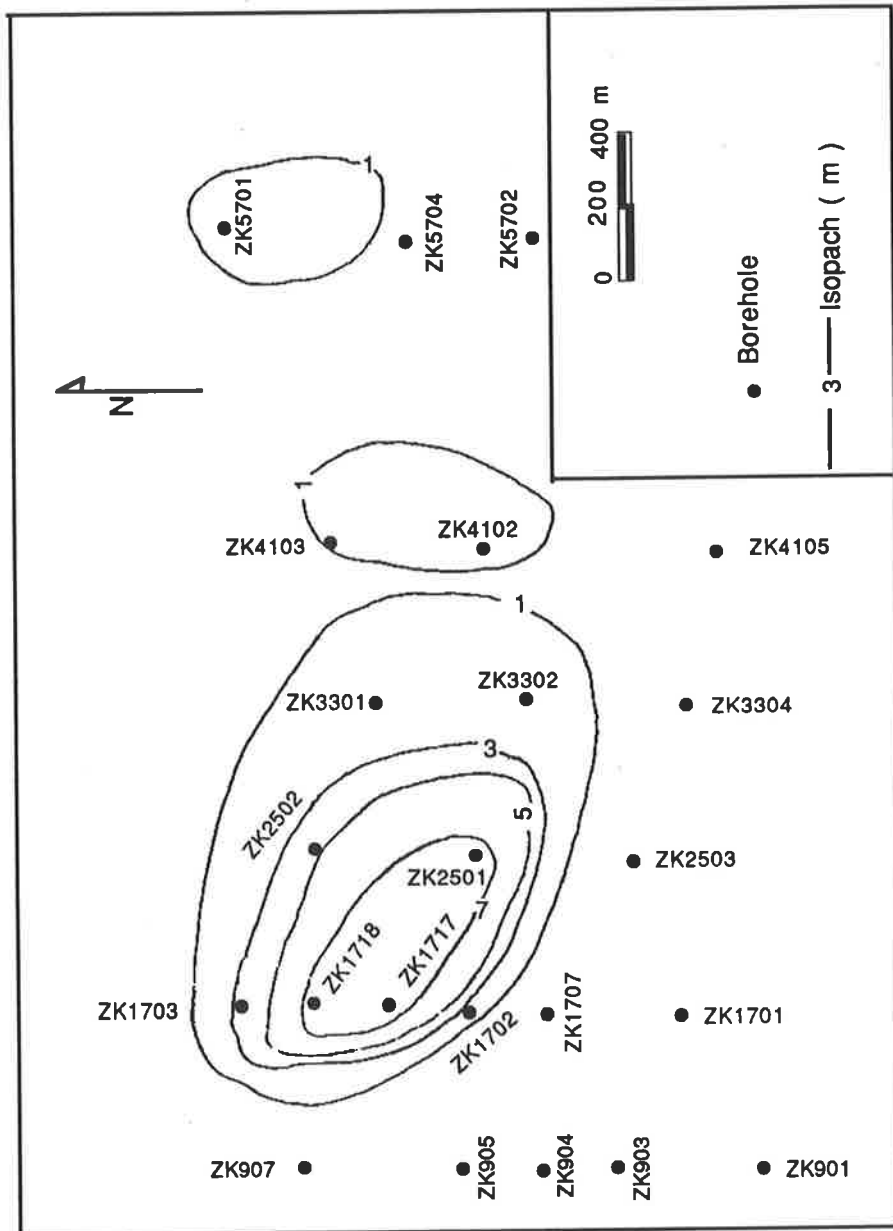 1
ZK5701
ZK5704
ZK5702
N
0 200 400 m
Borehole
3 Isopach ( m )
1
ZK4103
ZK4102
ZK4105
1
ZK3301
ZK3302
ZK3304
3
ZK2502
5
ZK2501
ZK2503
7
ZK1718
ZK1717
ZK1703
ZK1702
ZK1707
ZK1701
ZK907
ZK905
ZK904
ZK903
ZK901